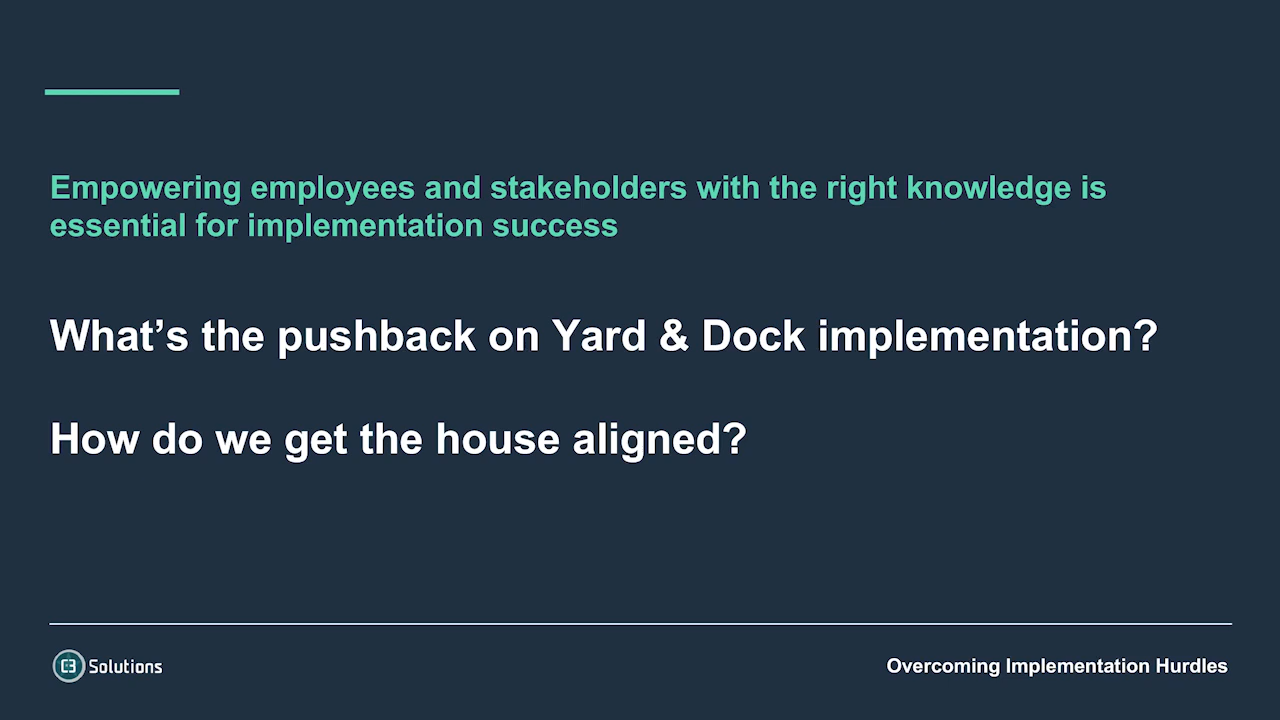 Empowering employees and stakeholders with the right knowledge is
essential for implementation success
What’s the pushback on Yard & Dock implementation?
How do we get the house aligned?
C3 Solutions
Overcoming Implementation Hurdles